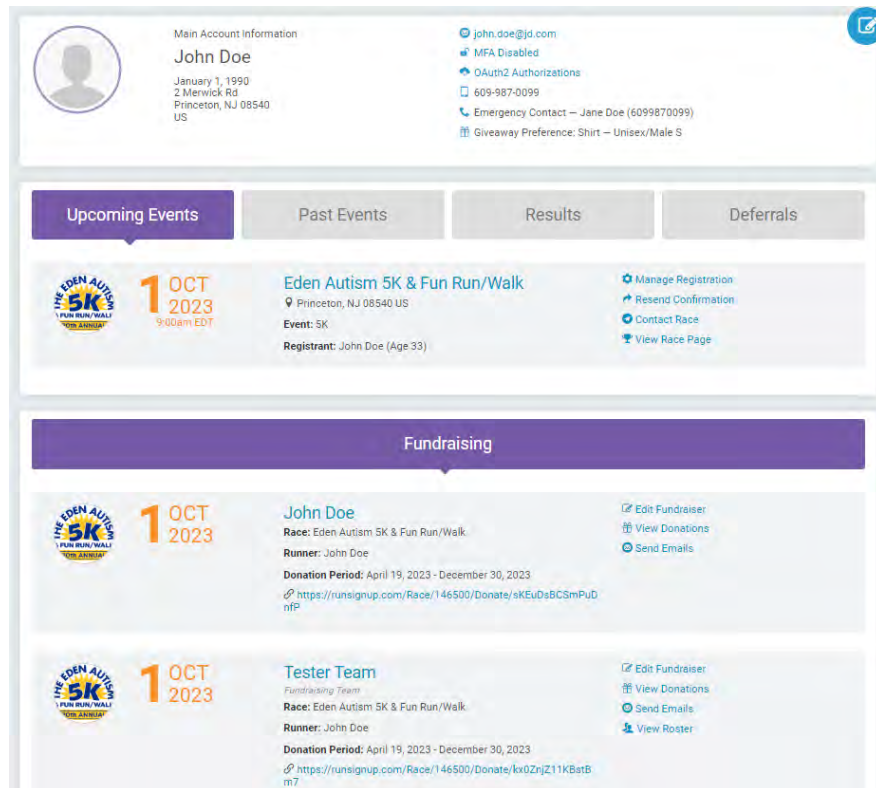 Main Account Information
John Doe
January 1, 1990
2 Merwick Rd
Princeton, NJ 08540
US
john.doe@jd.com
MFA Disabled
OAuth2 Authorizations
609-987-0099
Emergency Contact — Jane Doe (6099870099)
Giveaway Preference: Shirt — Unisex/Male S
Upcoming Events
Past Events
Results
Deferrals
THE EDEN AUTISM
5K
FUN RUN/WALK
20th ANNUAL
1 OCT
2023
9:00am EDT
Eden Autism 5K & Fun Run/Walk
Princeton, NJ 08540 US
Event: 5K
Registrant: John Doe (Age 33)
Manage Registration
Resend Confirmation
Contact Race
View Race Page
Fundraising
THE EDEN AUTISM
5K
FUN RUN/WALK
20th ANNUAL
1 OCT
2023
John Doe
Race: Eden Autism 5K & Fun Run/Walk
Runner: John Doe
Donation Period: April 19, 2023 - December 30, 2023
https://runsignup.com/Race/146500/Donate/sKEuDsBCSmPuD
nfP
Edit Fundraiser
View Donations
Send Emails
THE EDEN AUTISM
5K
FUN RUN/WALK
20th ANNUAL
1 OCT
2023
Tester Team
Fundraising Team
Race: Eden Autism 5K & Fun Run/Walk
Runner: John Doe
Donation Period: April 19, 2023 - December 30, 2023
https://runsignup.com/Race/146500/Donate/kx0ZnjZ11KBatB
m7
Edit Fundraiser
View Donations
Send Emails
View Roster